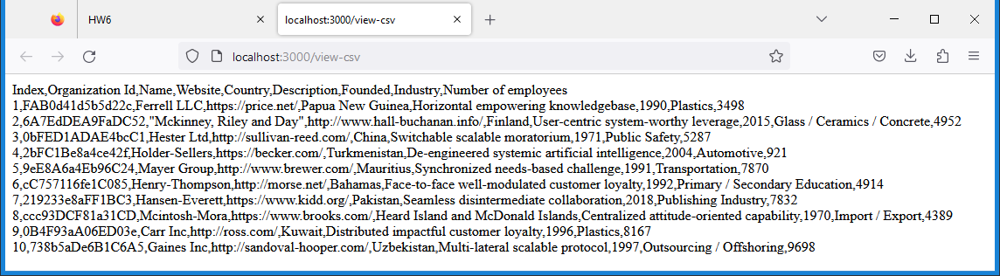 HW6
localhost:3000/view-csv
localhost:3000/view-csv
Index,Organization Id,Name,Website,Country,Description,Founded,Industry,Number of employees
1,FAB0d41d5b5d22c,Ferrell LLC,https://price.net/,Papua New Guinea,Horizontal empowering knowledgebase,1990,Plastics,3498
2,6A7EdDEA9FaDC52,"Mckinney, Riley and Day",http://www.hall-buchanan.info/,Finland,User-centric system-worthy leverage,2015,Glass / Ceramics / Concrete,4952
3,0bFED1ADAE4bcC1,Hester Ltd,http://sullivan-reed.com/,China,Switchable scalable moratorium,1971,Public Safety,5287
4,2bFC1Be8a4ce42f,Holder-Sellers,https://becker.com/,Turkmenistan,De-engineered systemic artificial intelligence,2004,Automotive,921
5,9eE8A6a4Eb96C24,Mayer Group,http://www.brewer.com/,Mauritius,Synchronized needs-based challenge,1991,Transportation,7870
6,cC757116fe1C085,Henry-Thompson,http://morse.net/,Bahamas,Face-to-face well-modulated customer loyalty,1992,Primary / Secondary Education,4914
7,219233e8aFF1BC3,Hansen-Everett,https://www.kidd.org/,Pakistan,Seamless disintermediate collaboration,2018,Publishing Industry,7832
8,ccc93DCF81a31CD,Mcintosh-Mora,https://www.brooks.com/,Heard Island and McDonald Islands,Centralized attitude-oriented capability,1970,Import / Export,4389
9,0B4F93aA06ED03e,Carr Inc,http://ross.com/,Kuwait,Distributed impactful customer loyalty,1996,Plastics,8167
10,738b5aDe6B1C6A5,Gaines Inc,http://sandoval-hooper.com/,Uzbekistan,Multi-lateral scalable protocol,1997,Outsourcing / Offshoring,9698